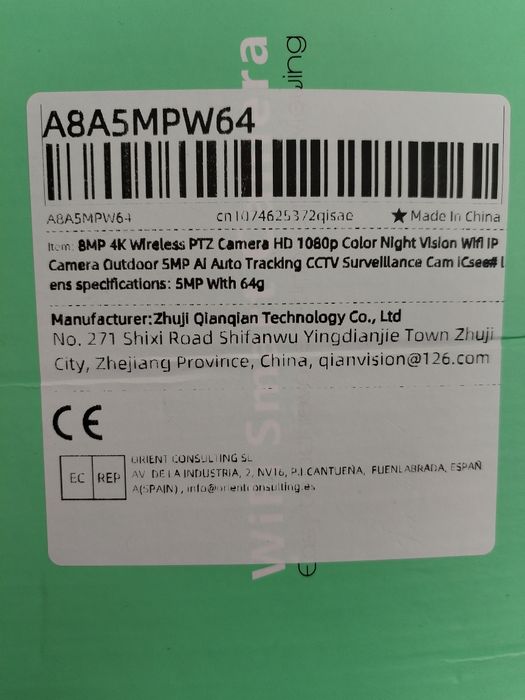 A8A5MPW64
A8A5MPW64 cn1074625372qisae ★ Made In China
Item: 8MP 4K Wireless PTZ Camera HD 1080p Color Night Vision Wifi IP
Camera Outdoor 5MP Ai Auto Tracking CCTV Surveillance Cam iCsee# l
ens specifications: 5MP With 64g
Manufacturer:Zhuji Qianqian Technology Co., Ltd
No. 271 Shixi Road Shifanwu Yingdianjie Town Zhuji
City, Zhejiang Province, China, qianvision@126.com
CE
EC REP
ORIENT CONSULTING SL
AV DE LA INDUSTRIA, 2, NV16, P.I.CANTUEÑA, FUENLABRADA, ESPAÑ
A(SPAIN), info@orientconsulting.es
Wifi Smart Camera